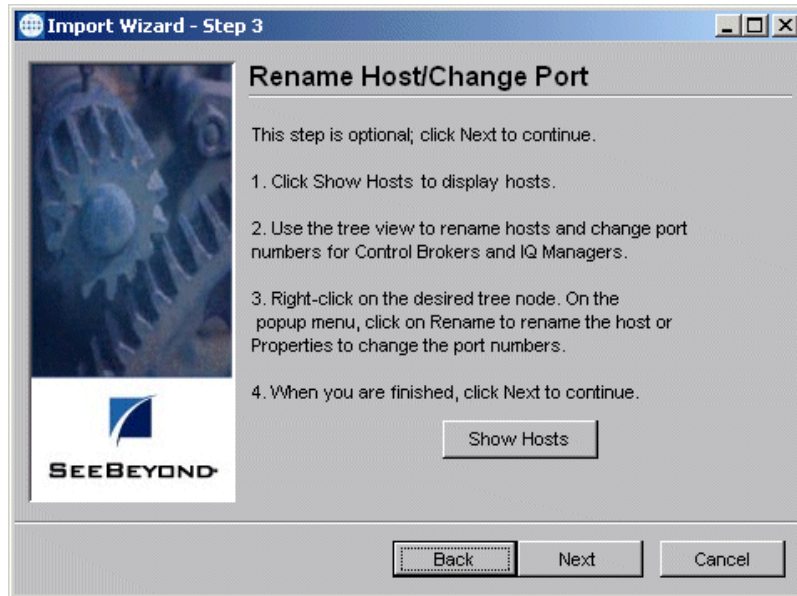 Import Wizard - Step 3
Rename Host/Change Port
This step is optional; click Next to continue.
1. Click Show Hosts to display hosts.
2. Use the tree view to rename hosts and change port
numbers for Control Brokers and IQ Managers.
3. Right-click on the desired tree node. On the
popup menu, click on Rename to rename the host or
Properties to change the port numbers.
4. When you are finished, click Next to continue.
Show Hosts
SEEBEYOND
Back Next Cancel